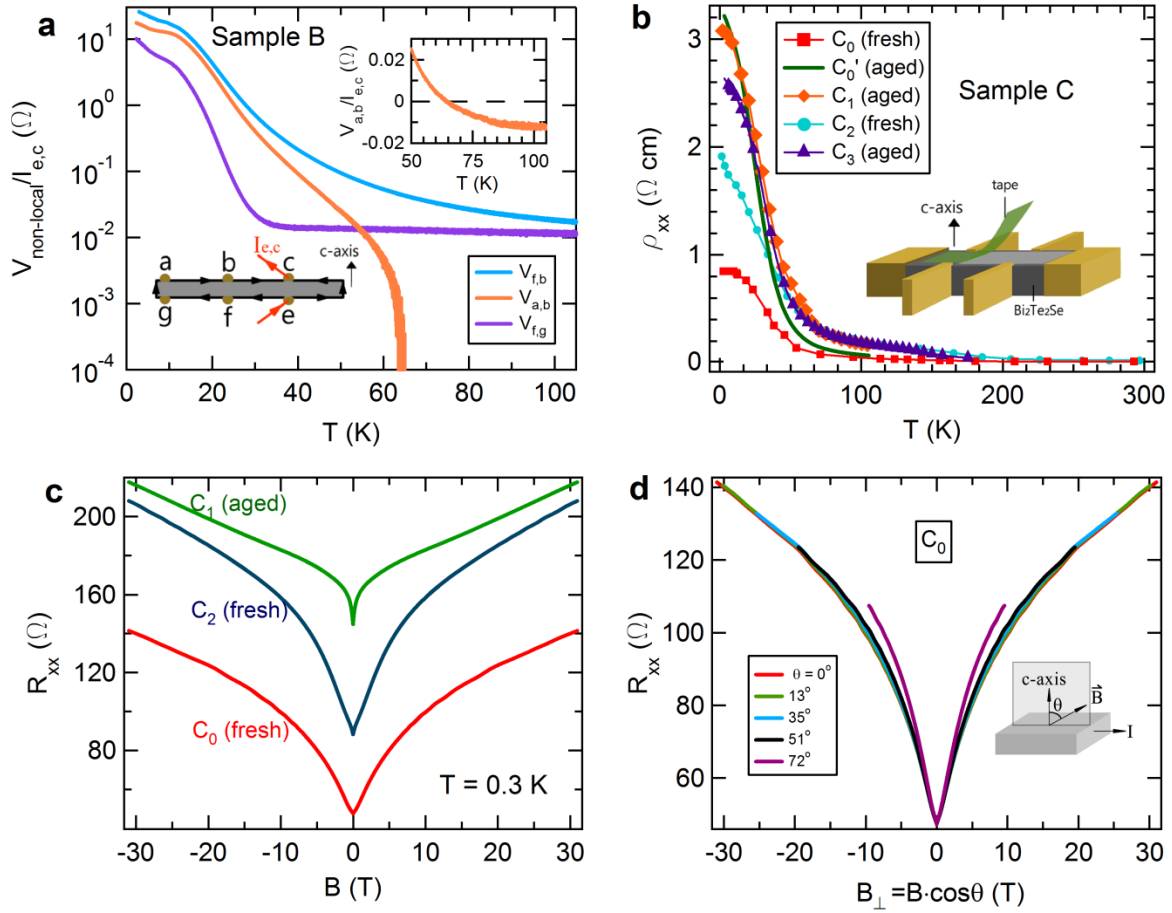 a
Sample B
V_non-local/I_e,c (Ω)
10^1
10^0
10^-1
10^-2
10^-3
10^-4
0 20 40 60 80 100
T (K)
V_a,b/I_e,c (Ω)
0.02
0
-0.02
50 75 100
T (K)
I_e,c
c-axis
a b c
g f e
V_f,b
V_a,b
V_f,g
b
Sample C
ρ_xx (Ω cm)
3
2
1
0
0 100 200 300
T (K)
C_0 (fresh)
C_0' (aged)
C_1 (aged)
C_2 (fresh)
C_3 (aged)
tape
c-axis
Bi2Te2Se
c
R_xx (Ω)
200
160
120
80
C_1 (aged)
C_2 (fresh)
C_0 (fresh)
T = 0.3 K
-30 -20 -10 0 10 20 30
B (T)
d
C_0
R_xx (Ω)
140
120
100
80
60
θ = 0°
13°
35°
51°
72°
c-axis
θ
B⃗
I
-30 -20 -10 0 10 20 30
B_⊥=B·cosθ (T)